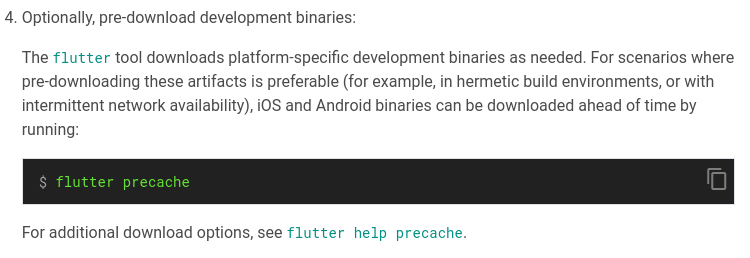 4. Optionally, pre-download development binaries:
The flutter tool downloads platform-specific development binaries as needed. For scenarios where
pre-downloading these artifacts is preferable (for example, in hermetic build environments, or with
intermittent network availability), iOS and Android binaries can be downloaded ahead of time by
running:
$ flutter precache
For additional download options, see flutter help precache.